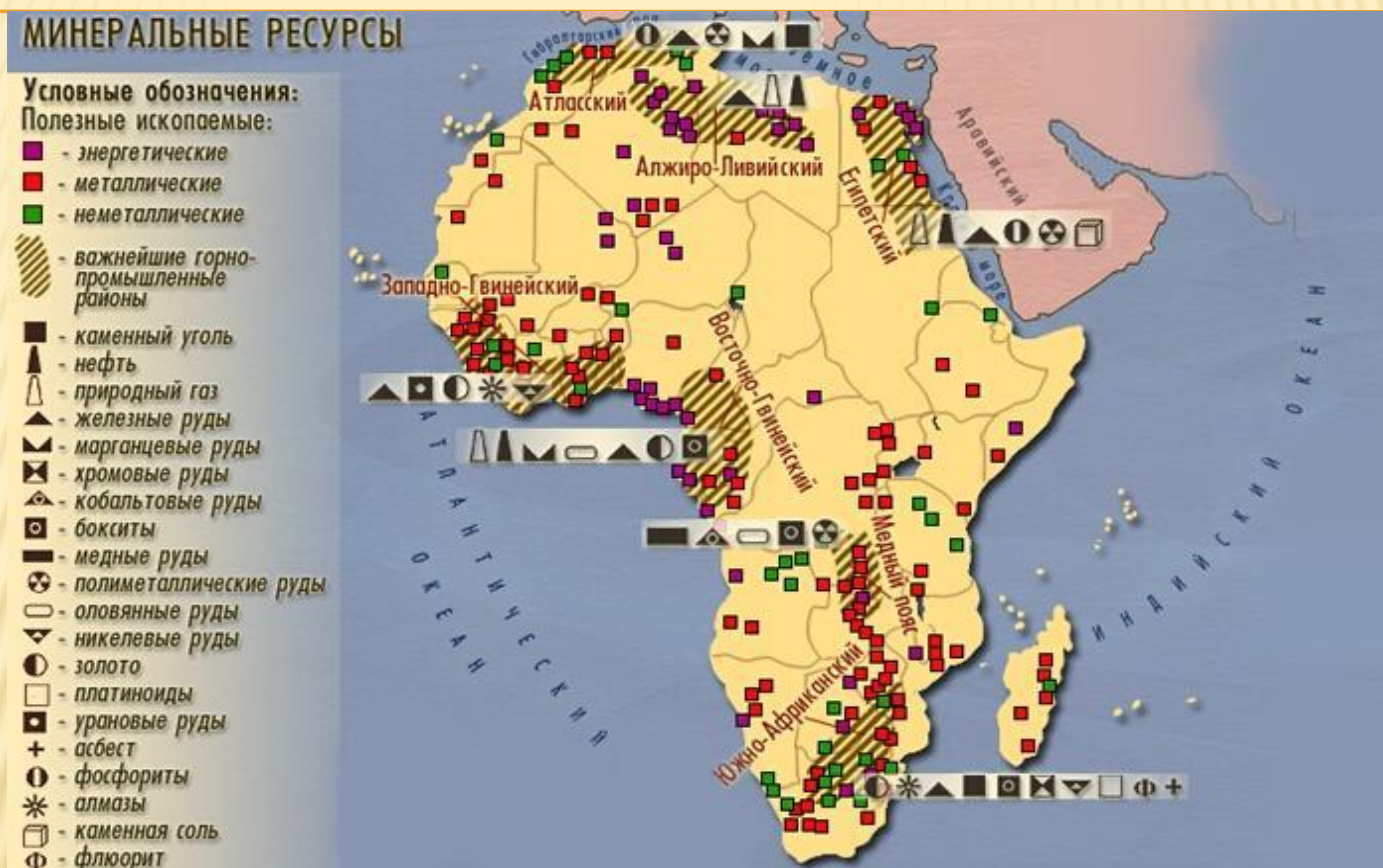 МИНЕРАЛЬНЫЕ РЕСУРСЫ
Условные обозначения:
Полезные ископаемые:
- энергетические
- металлические
- неметаллические
- важнейшие горно-
промышленные
районы
- каменный уголь
- нефть
- природный газ
- железные руды
- марганцевые руды
- хромовые руды
- кобальтовые руды
- бокситы
- медные руды
- полиметаллические руды
- оловянные руды
- никелевые руды
- золото
- платиноиды
- урановые руды
- асбест
- фосфориты
- алмазы
- каменная соль
- флюорит
Гибралтарский
Атласский
Алжиро-Ливийский
Египетский
Аравийский
море
Западно-Гвинейский
Восточно-Гвинейский
Медный пояс
Южно-Африканский
АТЛАНТИЧЕСКИЙ
ОКЕАН
ИНДИЙСКИЙ ОКЕАН